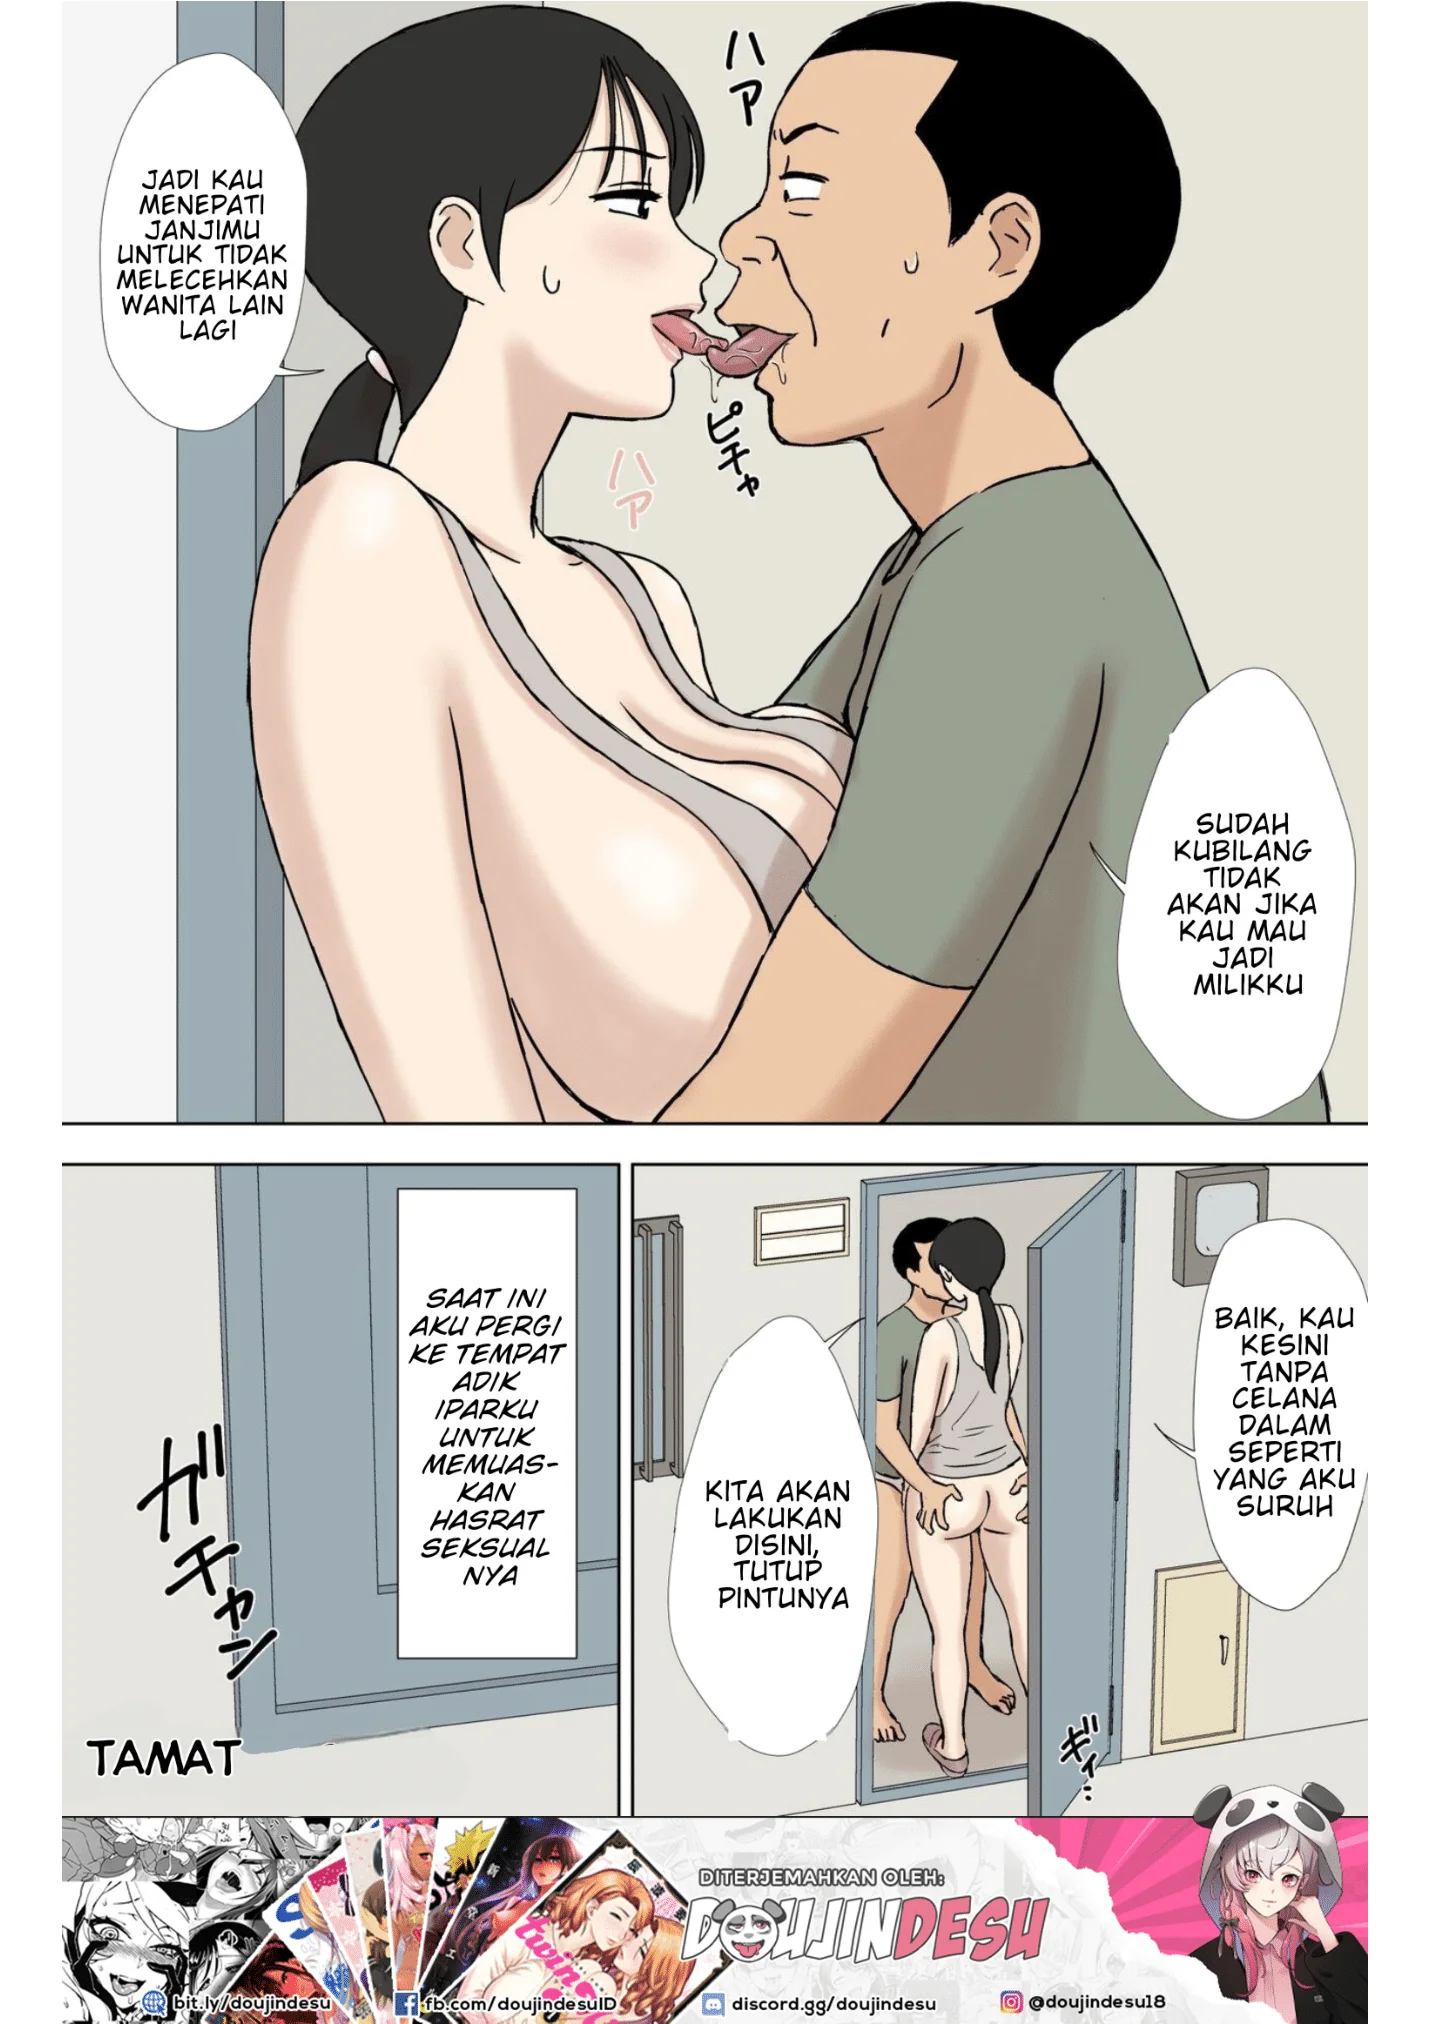 ハァ
JADI KAU
MENEPATI
JANJIMU
UNTUK TIDAK
MELECEHKAN
WANITA LAIN
LAGI
ピチャ
ハァ
SUDAH
KUBILANG
TIDAK
AKAN JIKA
KAU MAU
JADI
MILIKKU
BAIK, KAU
KESINI
TANPA
CELANA
DALAM
SEPERTI
YANG AKU
SURUH
KITA AKAN
LAKUKAN
DISINI,
TUTUP
PINTUNYA
ギィ…
SAAT INI
AKU PERGI
KE TEMPAT
ADIK
IPARKU
UNTUK
MEMUAS-
KAN
HASRAT
SEKSUAL
NYA
ガチャン
TAMAT
DITERJEMAHKAN OLEH:
DOUJINDESU
bit.ly/doujindesu
fb.com/doujindesuID
discord.gg/doujindesu
@doujindesu18